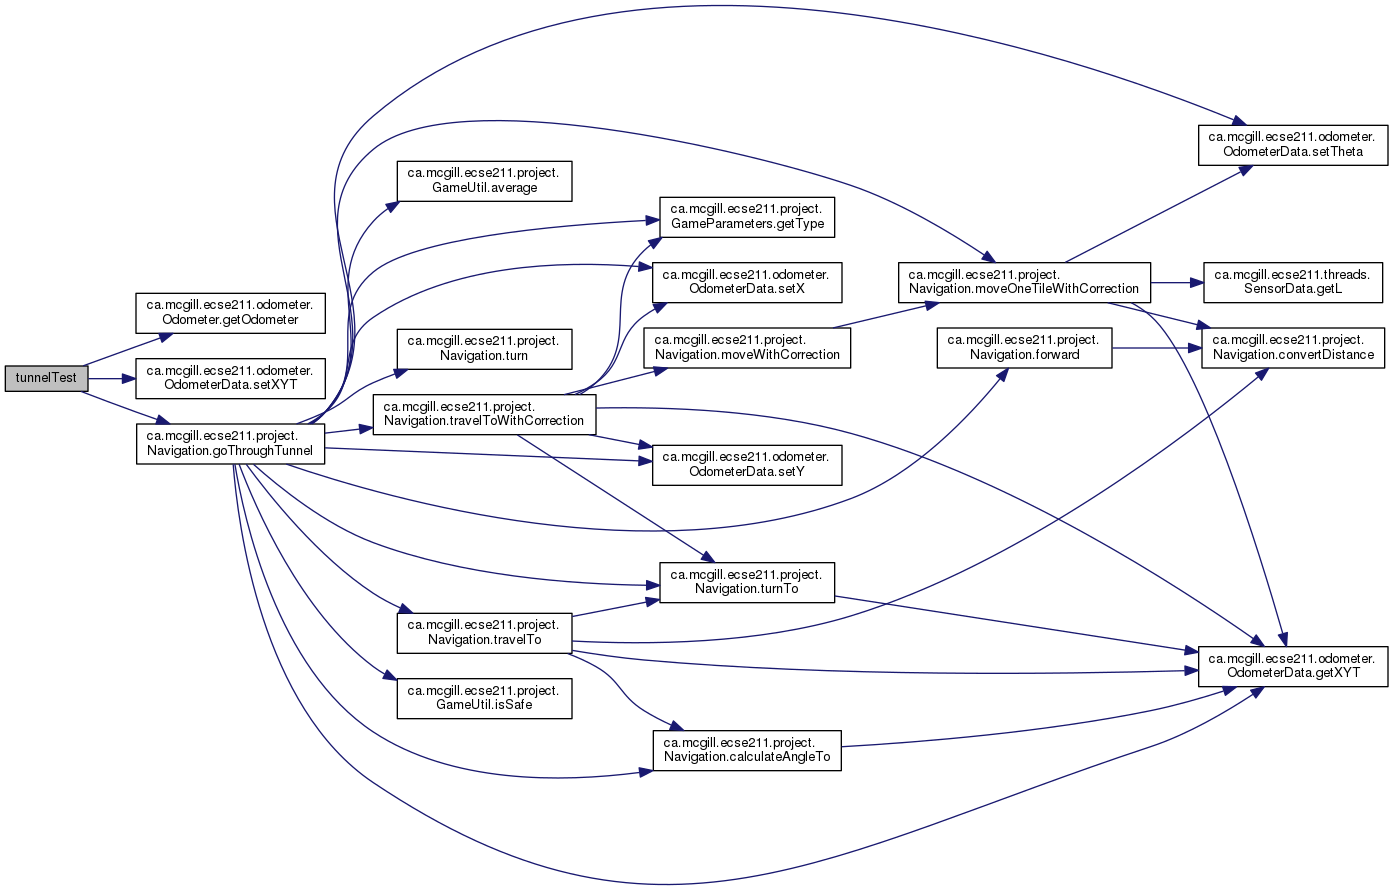 tunnelTest
ca.mcgill.ecse211.odometer.
Odometer.getOdometer
ca.mcgill.ecse211.odometer.
OdometerData.setXYT
ca.mcgill.ecse211.project.
Navigation.goThroughTunnel
ca.mcgill.ecse211.project.
GameUtil.average
ca.mcgill.ecse211.project.
Navigation.turn
ca.mcgill.ecse211.project.
Navigation.travelToWithCorrection
ca.mcgill.ecse211.project.
Navigation.travelTo
ca.mcgill.ecse211.project.
GameUtil.isSafe
ca.mcgill.ecse211.project.
GameParameters.getType
ca.mcgill.ecse211.odometer.
OdometerData.setX
ca.mcgill.ecse211.project.
Navigation.moveWithCorrection
ca.mcgill.ecse211.odometer.
OdometerData.setY
ca.mcgill.ecse211.project.
Navigation.turnTo
ca.mcgill.ecse211.project.
Navigation.calculateAngleTo
ca.mcgill.ecse211.project.
Navigation.moveOneTileWithCorrection
ca.mcgill.ecse211.project.
Navigation.forward
ca.mcgill.ecse211.odometer.
OdometerData.setTheta
ca.mcgill.ecse211.threads.
SensorData.getL
ca.mcgill.ecse211.project.
Navigation.convertDistance
ca.mcgill.ecse211.odometer.
OdometerData.getXYT